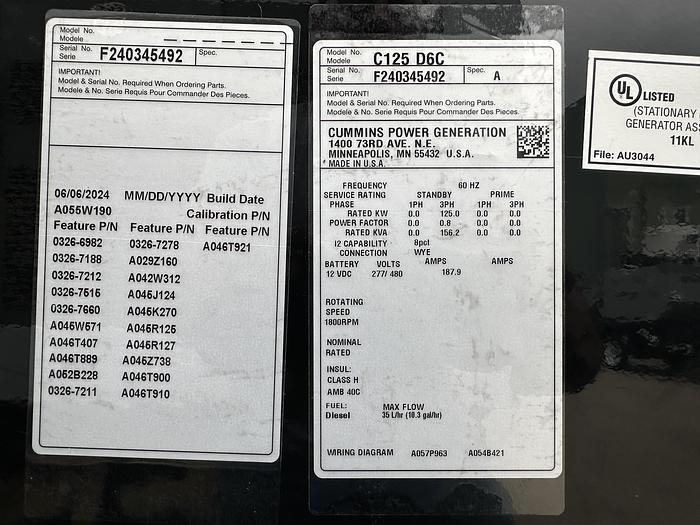 Model No.
Modele
Serial No. F240345492 Spec.
Serie
IMPORTANT!
Model & Serial No. Required When Ordering Parts.
Modele & No. Serie Requis Pour Commander Des Pieces.
06/06/2024 MM/DD/YYYY Build Date
A055W190 Calibration P/N
Feature P/N Feature P/N Feature P/N
0326-6982 0326-7278 A046T921
0326-7188 A029Z160
0326-7212 A042W312
0326-7515 A045J124
0326-7660 A045K270
A045W571 A045R125
A046T407 A045R127
A046T889 A045Z738
A052B228 A046T900
0326-7211 A046T910
Model No. C125 D6C
Modele
Serial No. F240345492 Spec. A
Serie
IMPORTANT!
Model & Serial No. Required When Ordering Parts.
Modele & No. Serie Requis Pour Commander Des Pieces.
CUMMINS POWER GENERATION
1400 73RD AVE. N.E.
MINNEAPOLIS, MN 55432 U.S.A.
MADE IN U.S.A.
FREQUENCY 60 HZ
SERVICE RATING STANDBY PRIME
PHASE 1PH 3PH 1PH 3PH
RATED KW 0.0 125.0 0.0 0.0
POWER FACTOR 0.0 0.8 0.0 0.0
RATED KVA 0.0 156.2 0.0 0.0
I2 CAPABILITY 8pct
CONNECTION WYE
BATTERY VOLTS AMPS AMPS
12 VDC 277/ 480 187.9
ROTATING
SPEED
1800RPM
NOMINAL
RATED
INSUL:
CLASS H
AMB 40C
FUEL: MAX FLOW
Diesel 35 L/hr (10.3 gal/hr)
WIRING DIAGRAM A057P963 A054B421
UL LISTED
(STATIONARY
GENERATOR ASS
11KL
File: AU3044